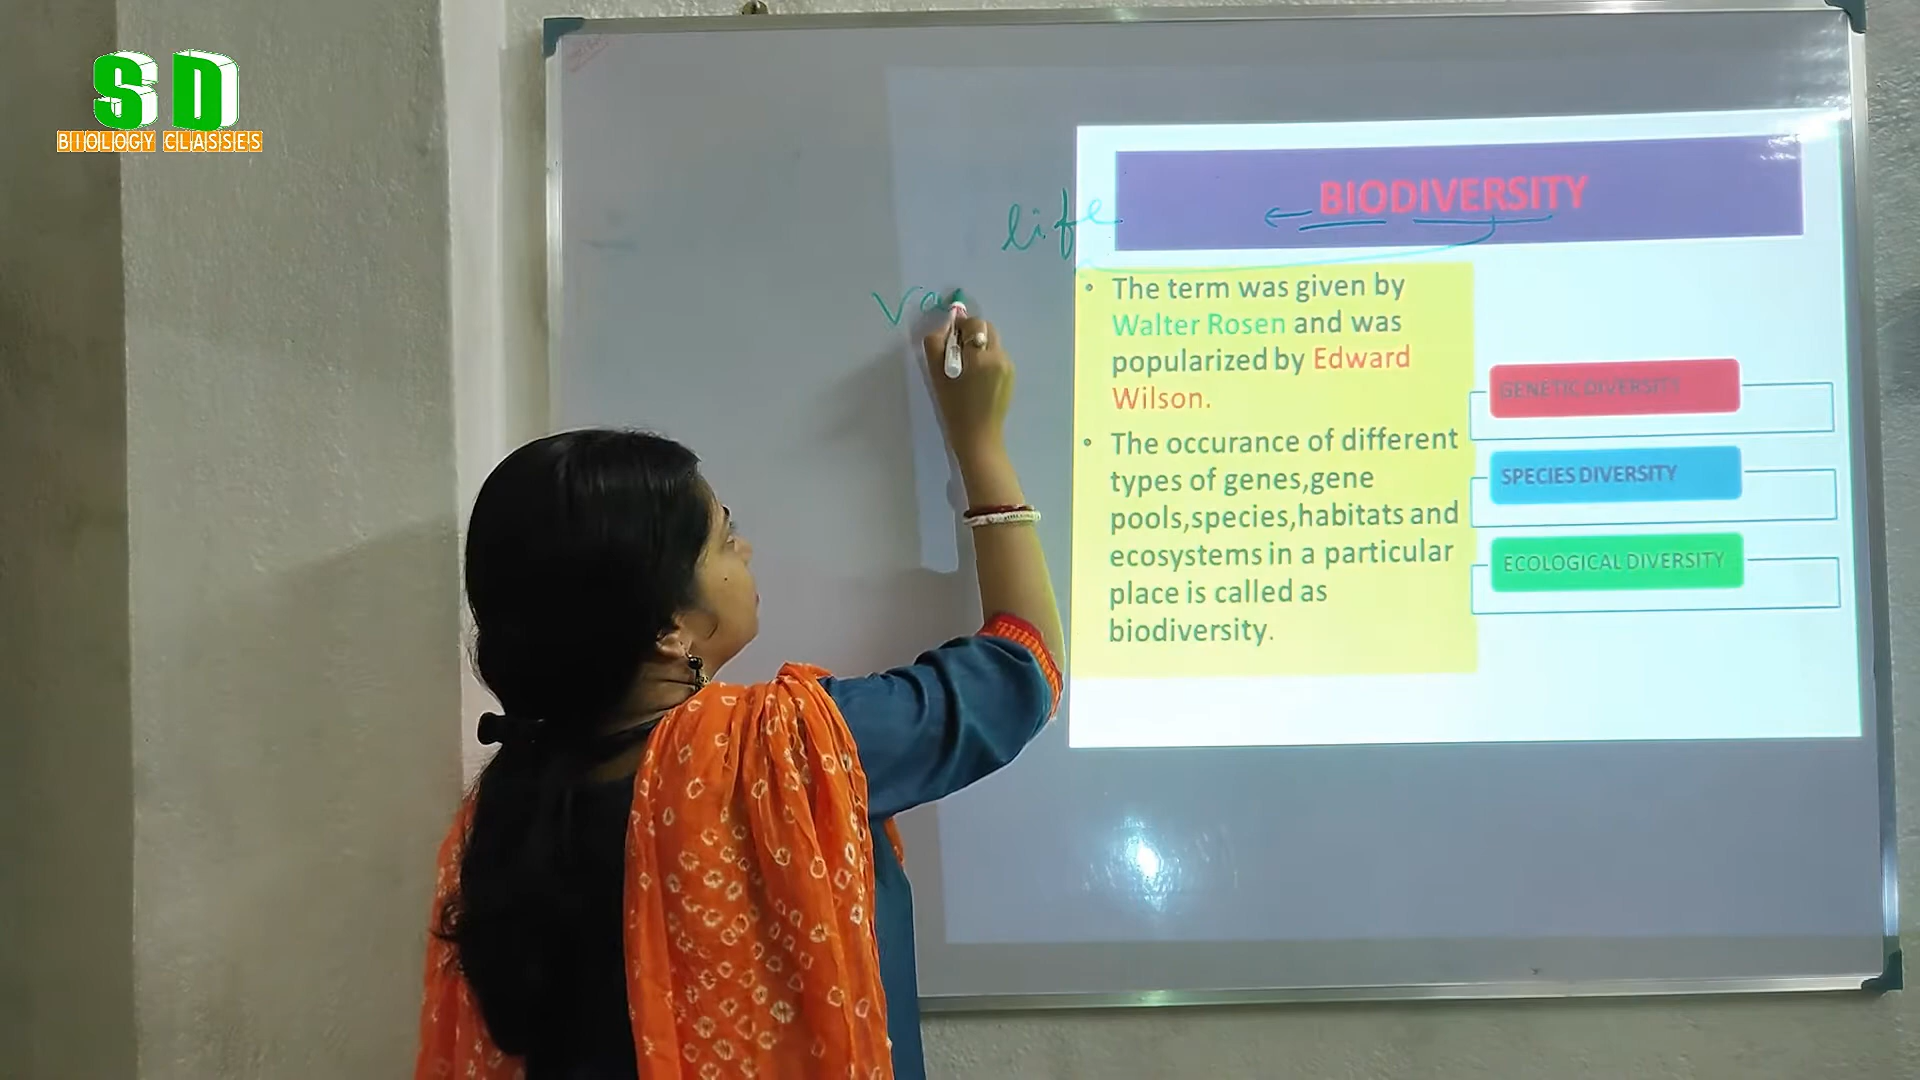 SD
BIOLOGY CLASSES
BIODIVERSITY
life
va
• The term was given by
Walter Rosen and was
popularized by Edward
Wilson.
• The occurance of different
types of genes,gene
pools,species,habitats and
ecosystems in a particular
place is called as
biodiversity.
GENETIC DIVERSITY
SPECIES DIVERSITY
ECOLOGICAL DIVERSITY